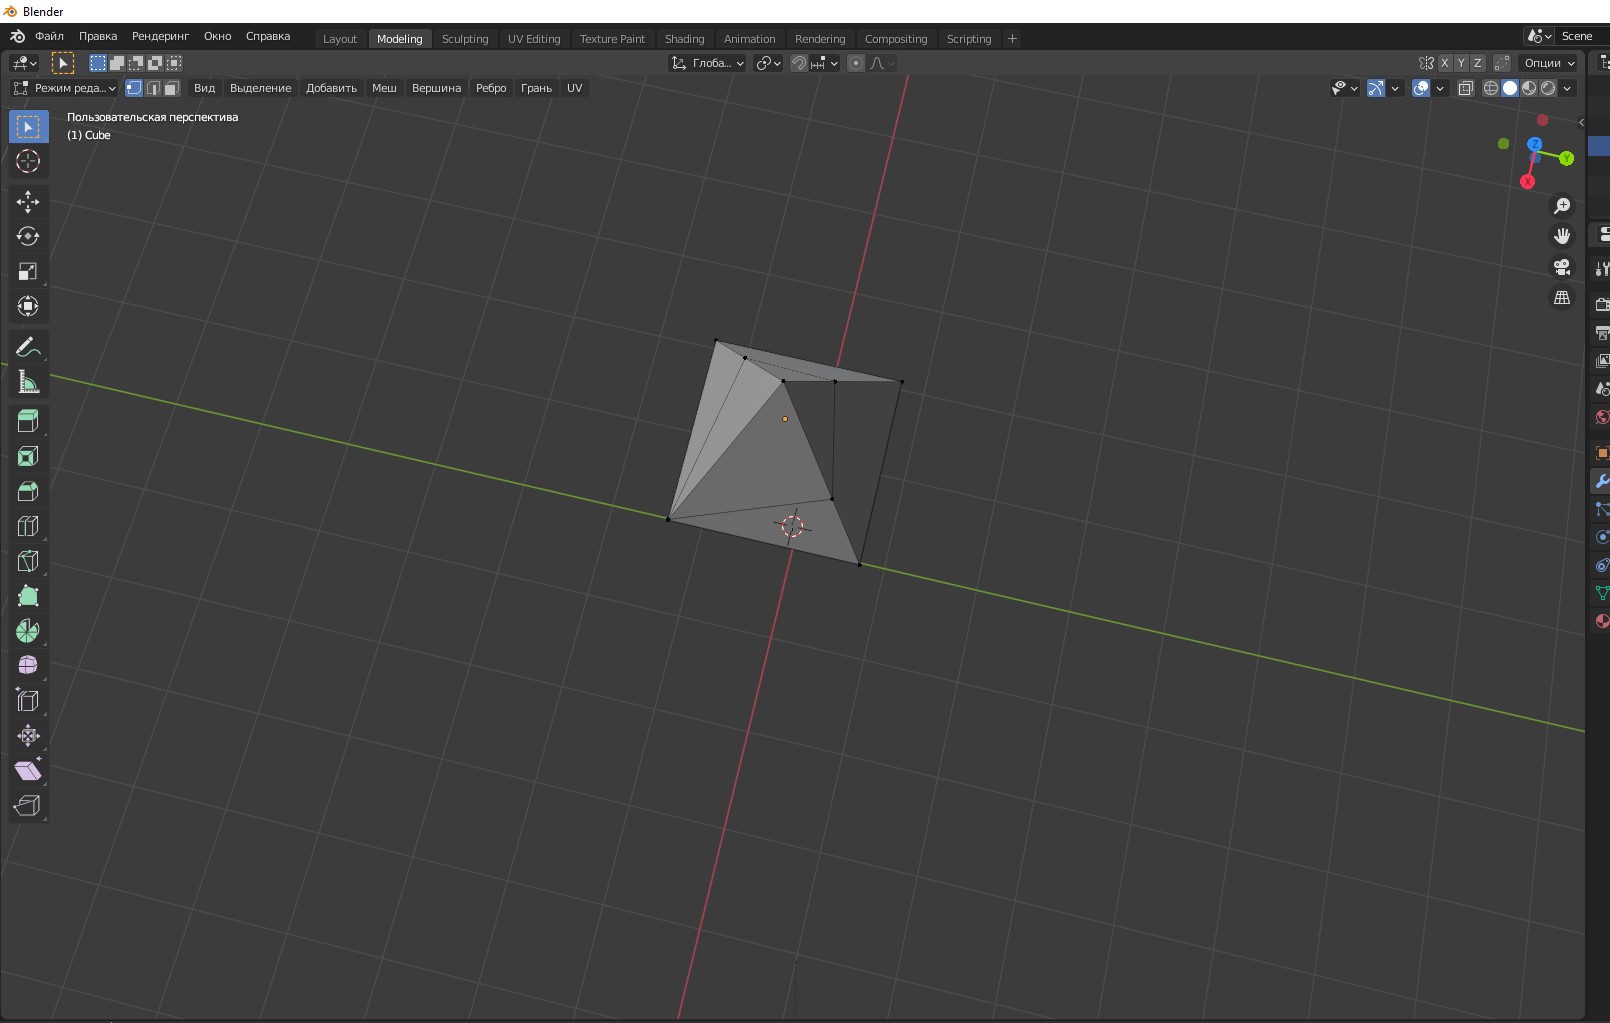 Blender
Файл Правка Рендеринг Окно Справка Layout Modeling Sculpting UV Editing Texture Paint Shading Animation Rendering Compositing Scripting + Scene
Глоба... X Y Z Опции
Режим реда... Вид Выделение Добавить Меш Вершина Ребро Грань UV
Пользовательская перспектива
(1) Cube
Z
Y
X